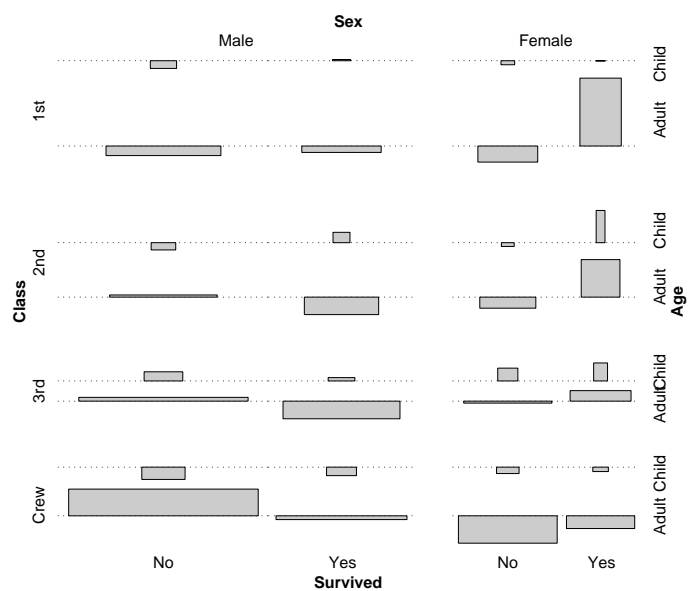 Sex
Male Female
Class
1st
2nd
3rd
Crew
Child
Adult
Child
Adult
Child
Adult
Child
Adult
Age
No Yes No Yes
Survived